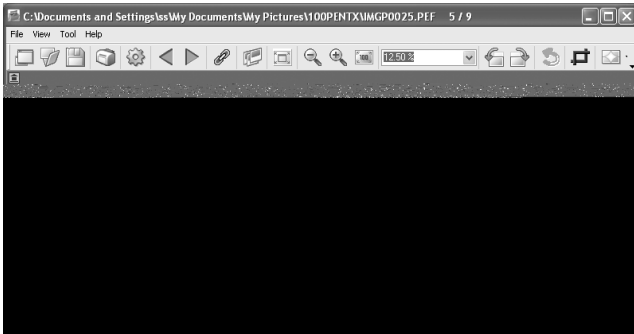 C:\Documents and Settings\ss\My Documents\My Pictures\100PENTX\IMGP0025.PEF 5 / 9
File View Tool Help
100
12.50 %